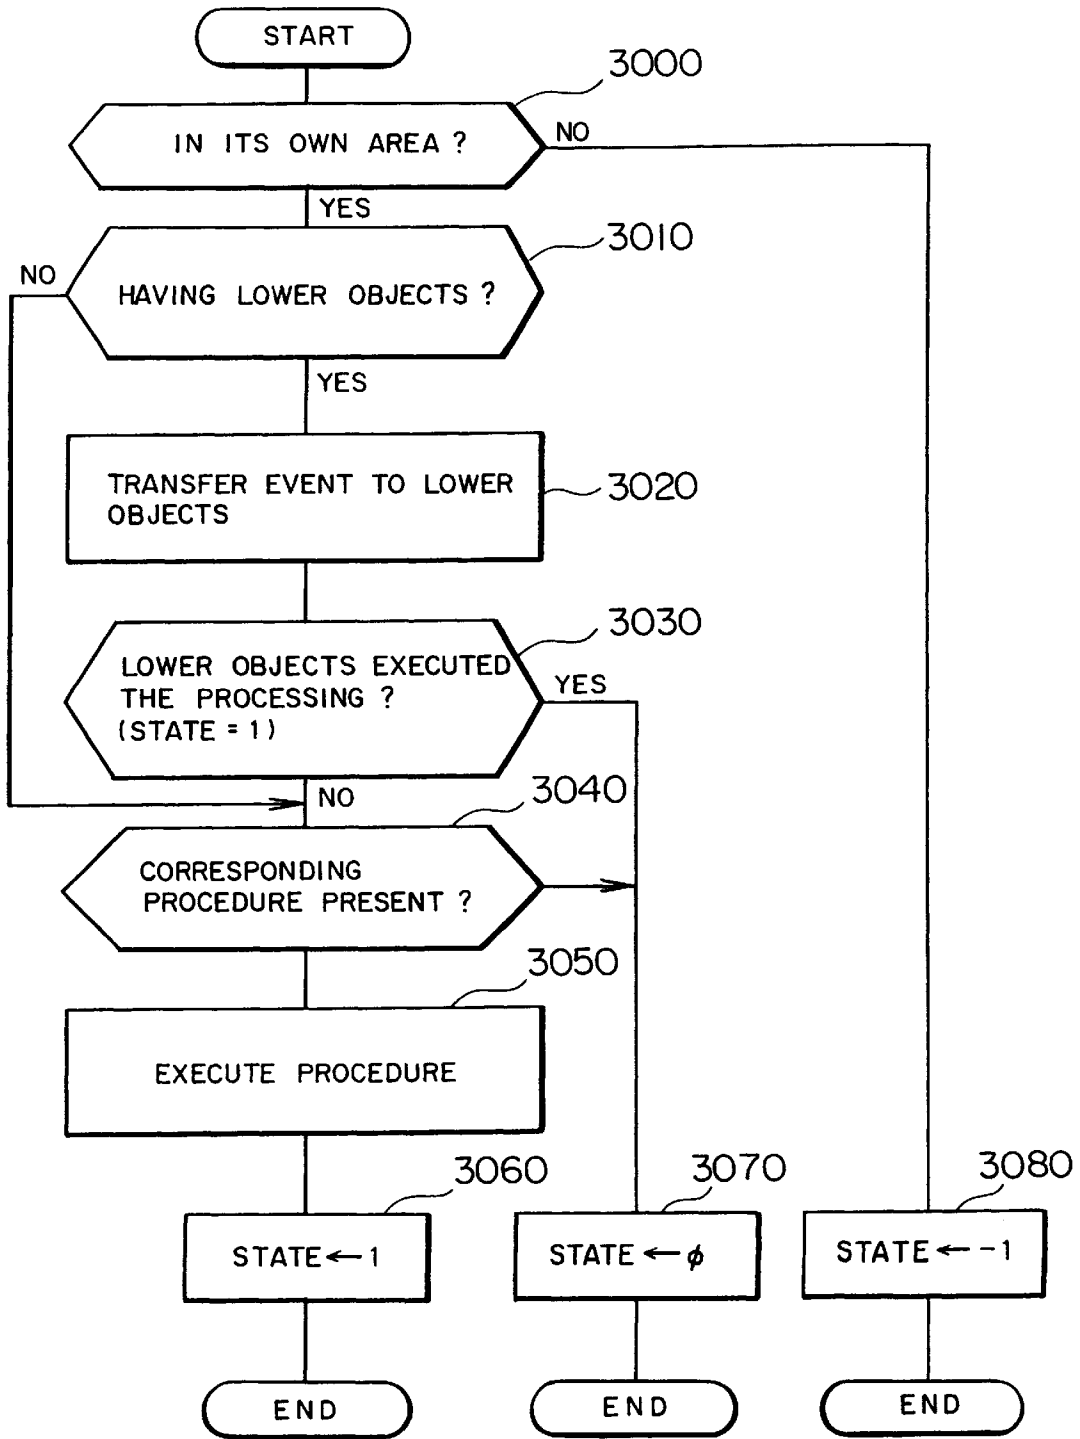 START
3000
IN ITS OWN AREA ?
NO
YES
3010
NO
HAVING LOWER OBJECTS ?
YES
TRANSFER EVENT TO LOWER
OBJECTS
3020
3030
LOWER OBJECTS EXECUTED
THE PROCESSING ?
(STATE = 1)
YES
NO
3040
CORRESPONDING
PROCEDURE PRESENT ?
3050
EXECUTE PROCEDURE
3060
3070
3080
STATE ← 1
STATE ← φ
STATE ← -1
END
END
END